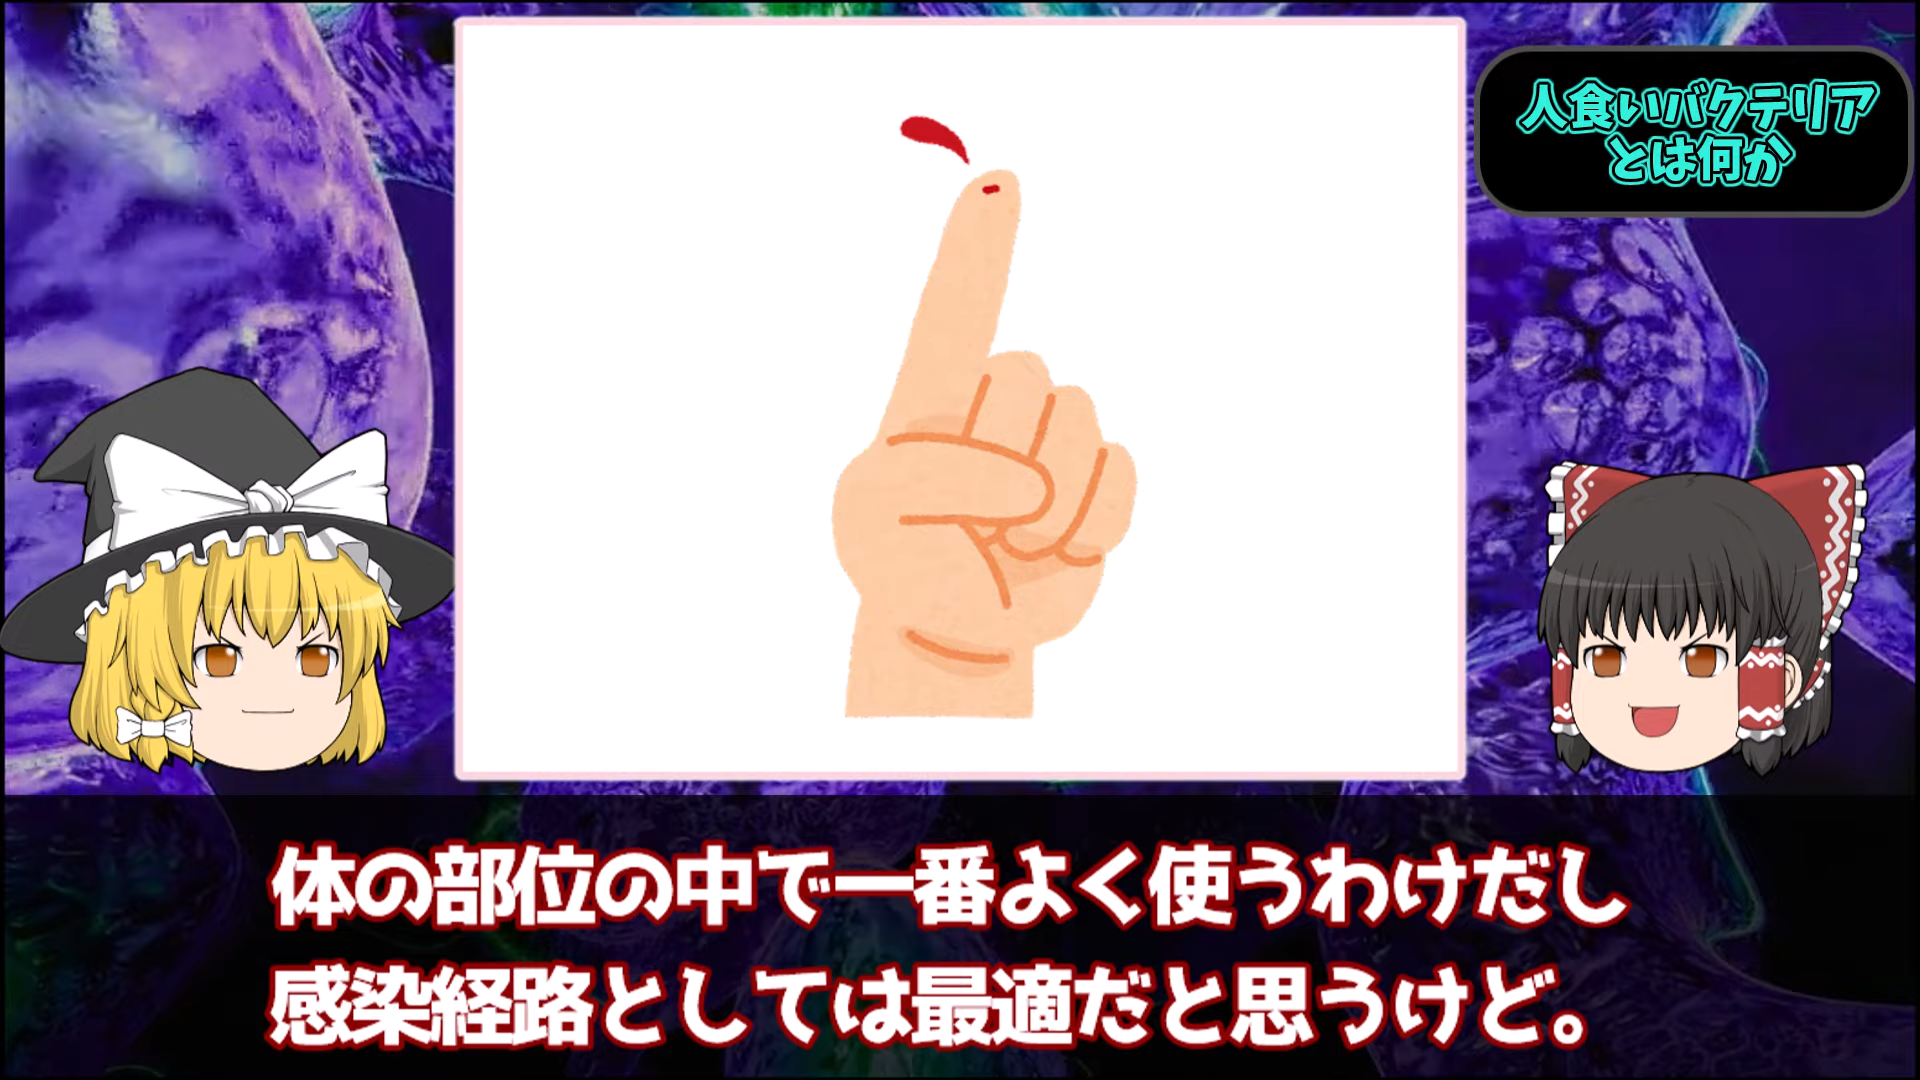 人食いバクテリア
とは何か
体の部位の中で一番よく使うわけだし
感染経路としては最適だと思うけど。